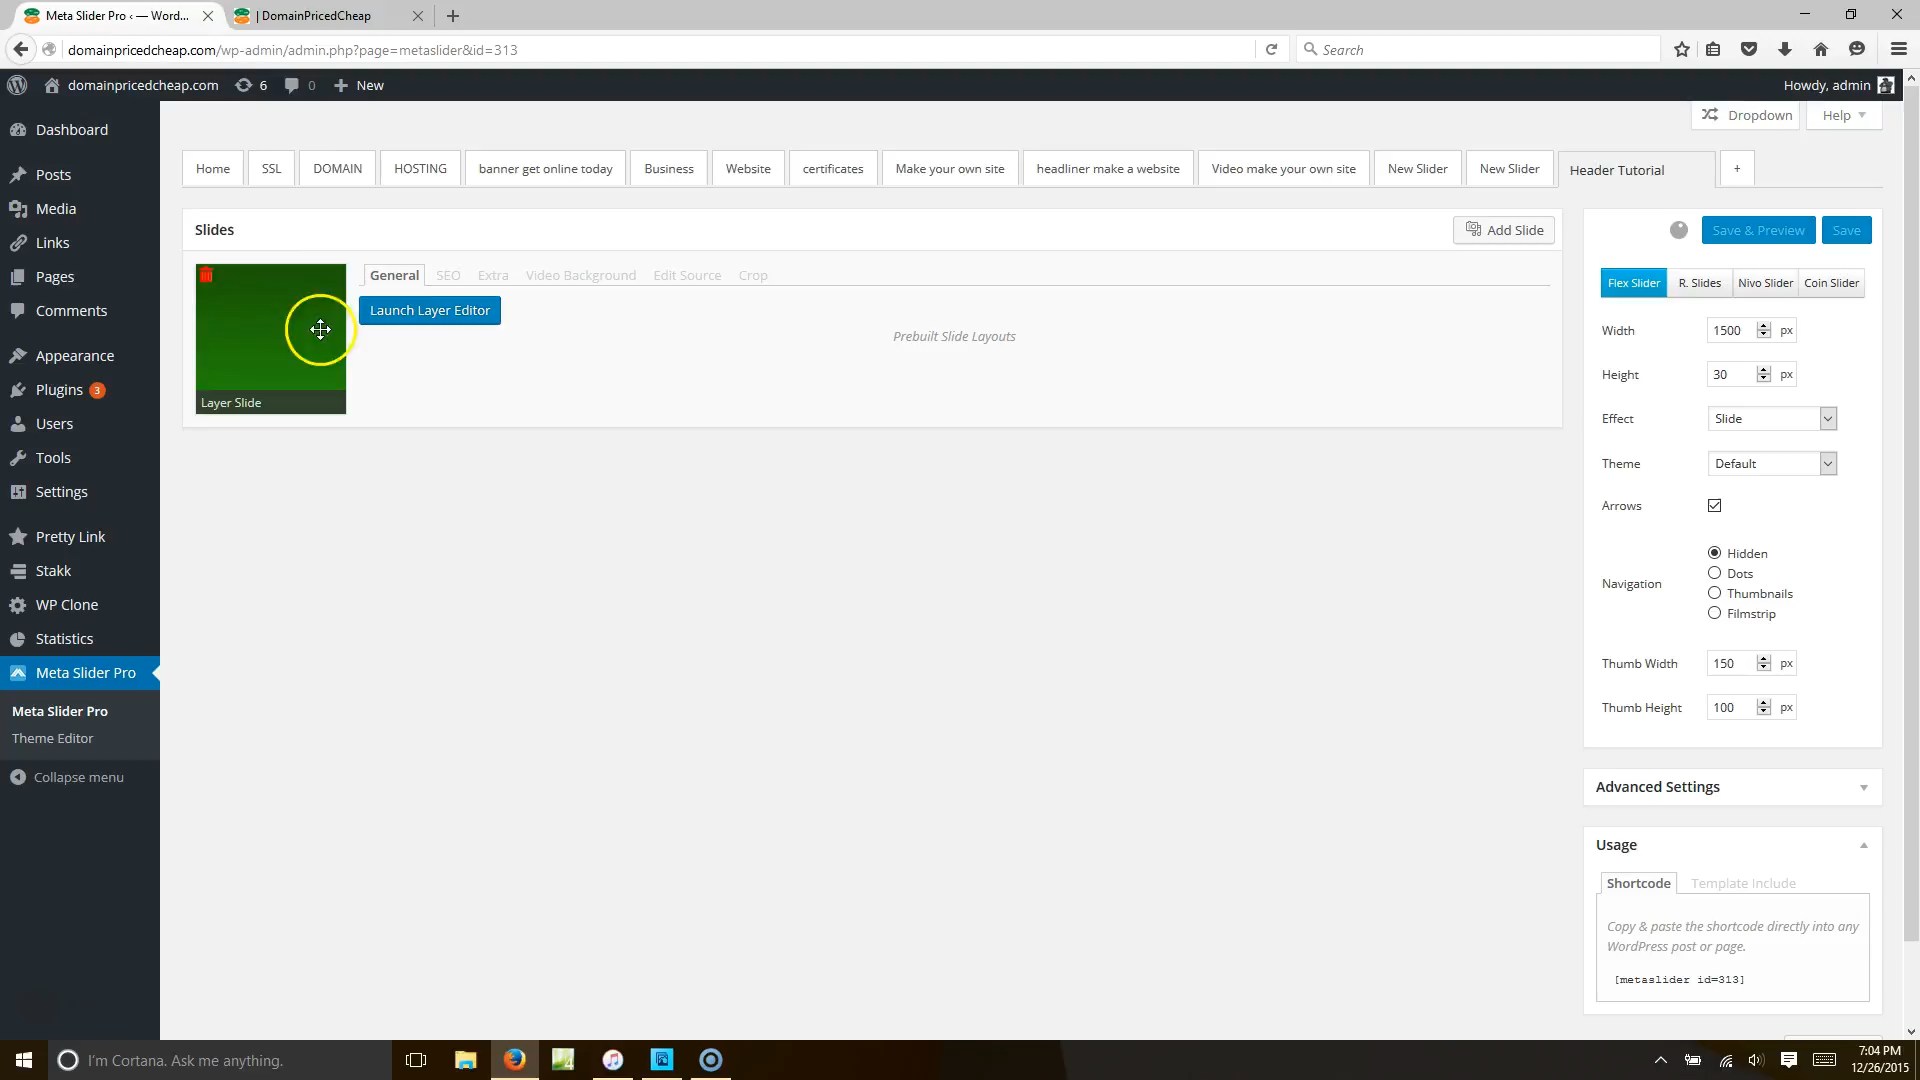 Meta Slider Pro ‹ — Word...
| DomainPricedCheap
domainpricedcheap.com/wp-admin/admin.php?page=metaslider&id=313
Search
domainpricedcheap.com
6
0
New
Howdy, admin
Dropdown
Help
Dashboard
Posts
Media
Links
Pages
Comments
Appearance
Plugins 3
Users
Tools
Settings
Pretty Link
Stakk
WP Clone
Statistics
Meta Slider Pro
Meta Slider Pro
Theme Editor
Collapse menu
Home
SSL
DOMAIN
HOSTING
banner get online today
Business
Website
certificates
Make your own site
headliner make a website
Video make your own site
New Slider
New Slider
Header Tutorial
+
Slides
Add Slide
General
SEO
Extra
Video Background
Edit Source
Crop
Launch Layer Editor
Prebuilt Slide Layouts
Layer Slide
Save & Preview
Save
Flex Slider
R. Slides
Nivo Slider
Coin Slider
Width
1500 px
Height
30 px
Effect
Slide
Theme
Default
Arrows
Navigation
Hidden
Dots
Thumbnails
Filmstrip
Thumb Width
150 px
Thumb Height
100 px
Advanced Settings
Usage
Shortcode
Template Include
Copy & paste the shortcode directly into any
WordPress post or page.
[metaslider id=313]
I'm Cortana. Ask me anything.
7:04 PM
12/26/2015